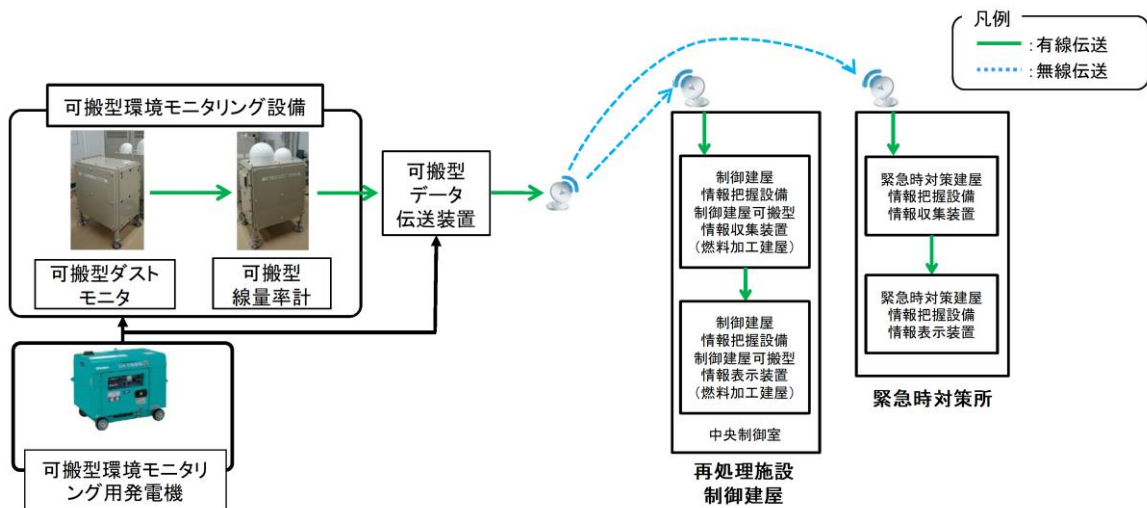 凡例
:有線伝送
:無線伝送
可搬型環境モニタリング設備
可搬型ダスト
モニタ
可搬型
線量率計
可搬型
データ
伝送装置
可搬型環境モニタリ
ング用発電機
制御建屋
情報把握設備
制御建屋可搬型
情報収集装置
(燃料加工建屋)
制御建屋
情報把握設備
制御建屋可搬型
情報表示装置
(燃料加工建屋)
中央制御室
再処理施設
制御建屋
緊急時対策建屋
情報把握設備
情報収集装置
緊急時対策建屋
情報把握設備
情報表示装置
緊急時対策所